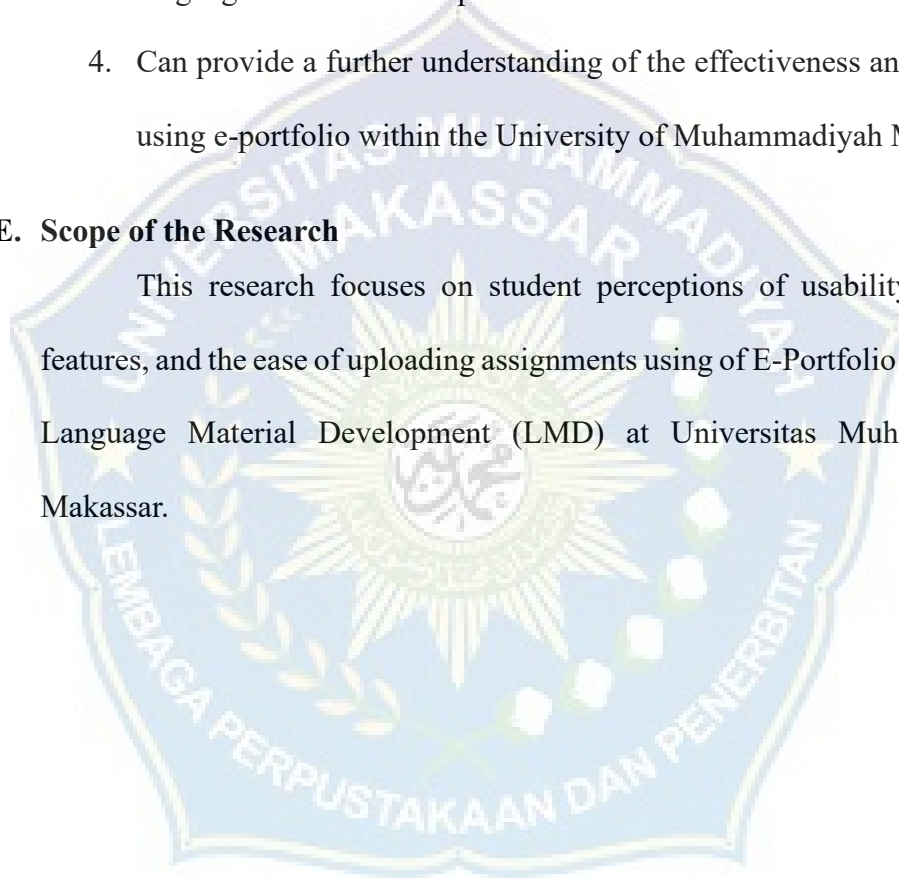 4. Can provide a further understanding of the effectiveness an
using e-portfolio within the University of Muhammadiyah M
E. Scope of the Research
This research focuses on student perceptions of usability
features, and the ease of uploading assignments using of E-Portfolio
Language Material Development (LMD) at Universitas Muh
Makassar.
UNIVERSITAS MUHAMMADIYAH
MAKASSAR
LEMBAGA PERPUSTAKAAN DAN PENERBITAN